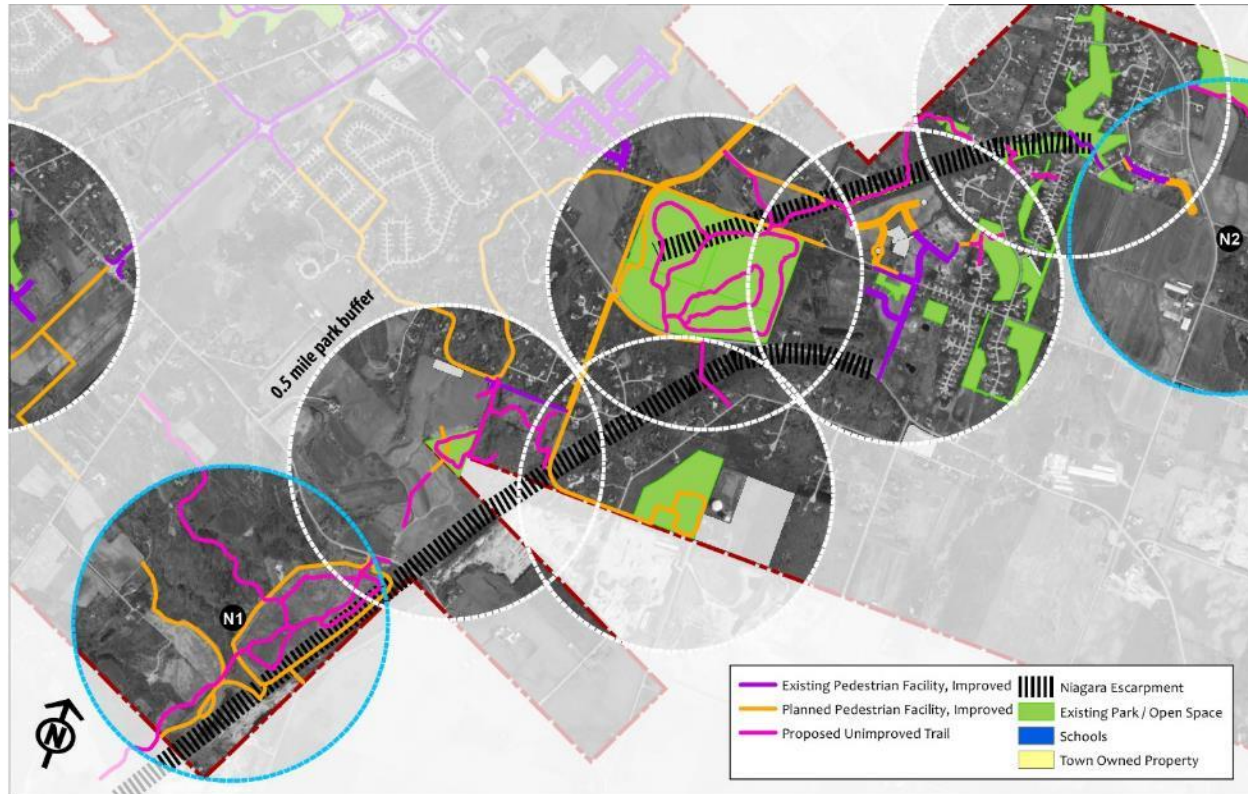 N2
0.5 mile park buffer
N1
N
Existing Pedestrian Facility, Improved
Planned Pedestrian Facility, Improved
Proposed Unimproved Trail
Niagara Escarpment
Existing Park / Open Space
Schools
Town Owned Property